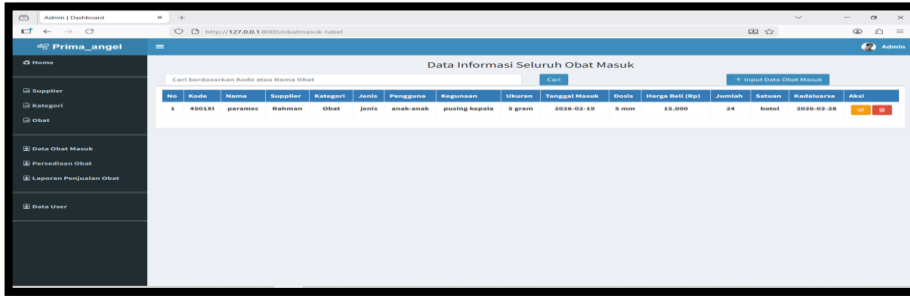 Admin | Dashboard
http://127.0.0.1:8000/obatmasuk-tabel
Prima_angel
Admin
Home
Data Informasi Seluruh Obat Masuk
Cari berdasarkan Kode atau Nama Obat
Cari
+ Input Data Obat Masuk
Supplier
Kategori
Obat
No Kode Nama Supplier Kategori Jenis Pengguna Kegunaan Ukuran Tanggal Masuk Dosis Harga Beli (Rp) Jumlah Satuan Kadaluarsa Aksi
1 4501XI paramec Rahman Obat jenis anak-anak pusing kepala 5 gram 2026-02-19 5 mm 15.000 24 botol 2026-02-28
Data Obat Masuk
Persediaan Obat
Laporan Penjualan Obat
Data User